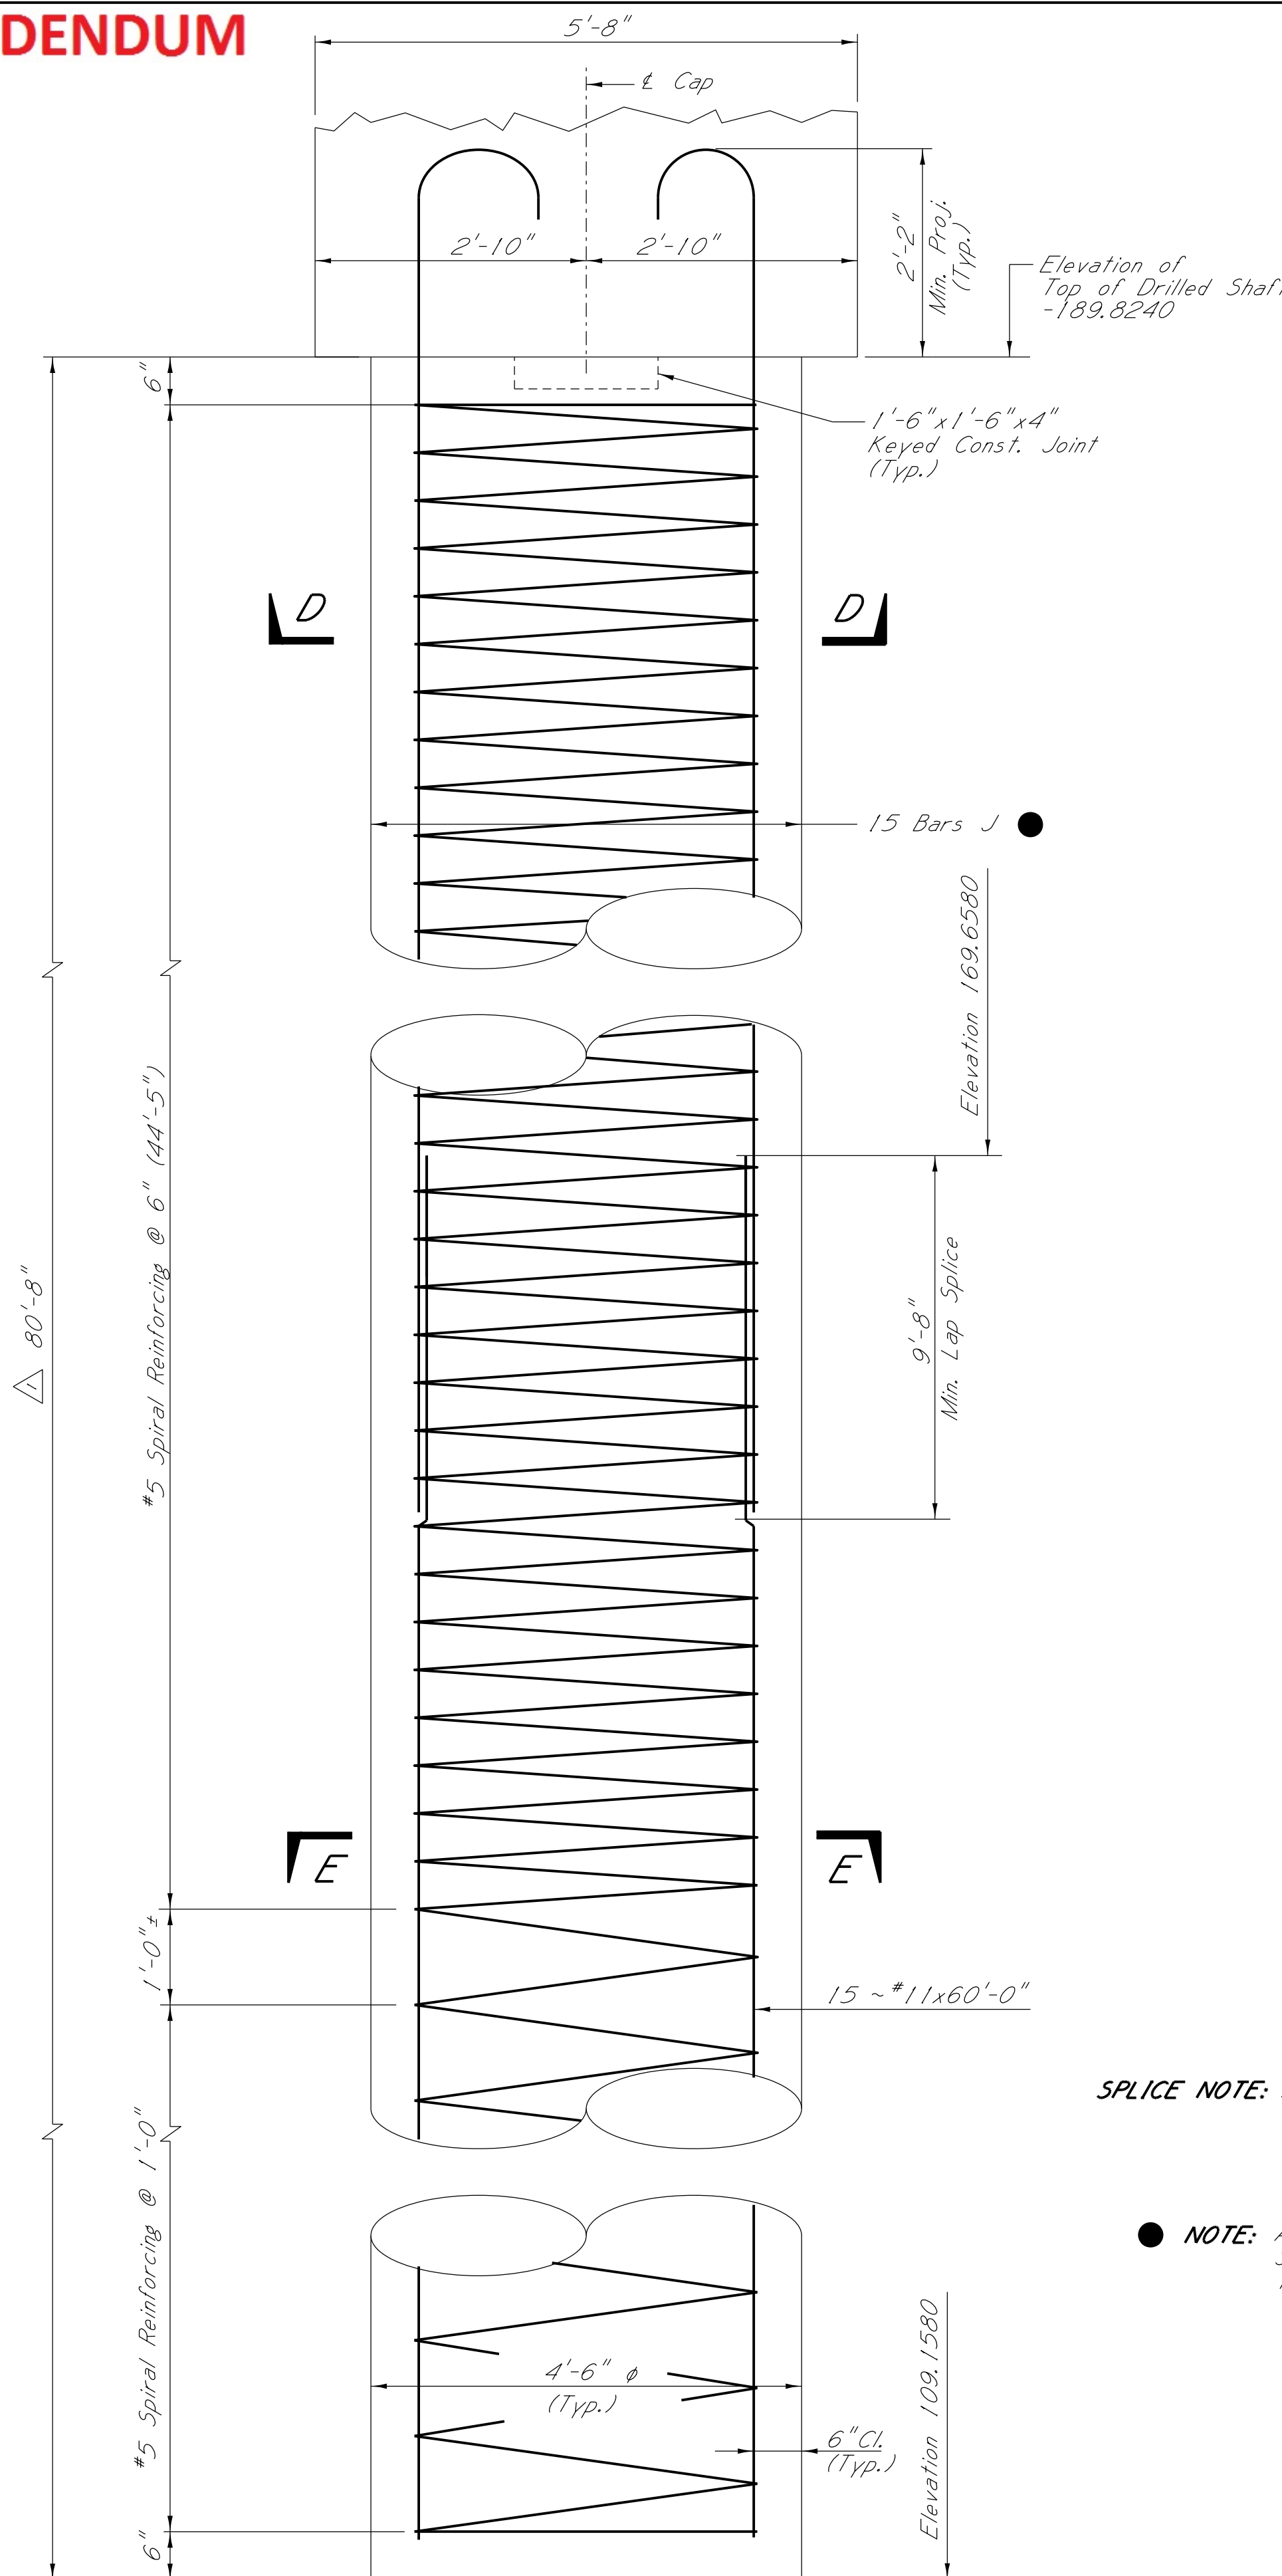 DENDUM
5'-8"
℄ Cap
2'-10"
2'-10"
2'-2"
Min. Proj.
(Typ.)
Elevation of
Top of Drilled Shaf
-189.8240
6"
1'-6"x1'-6"x4"
Keyed Const. Joint
(Typ.)
D
D
15 Bars J
Elevation 169.6580
#5 Spiral Reinforcing @ 6" (44'-5")
1 80'-8"
9'-8"
Min. Lap Splice
E
E
1'-0"±
15 ~ #11x60'-0"
SPLICE NOTE:
#5 Spiral Reinforcing @ 1'-0"
NOTE:
4'-6" ϕ
(Typ.)
6"Cl.
(Typ.)
Elevation 109.1580
6"